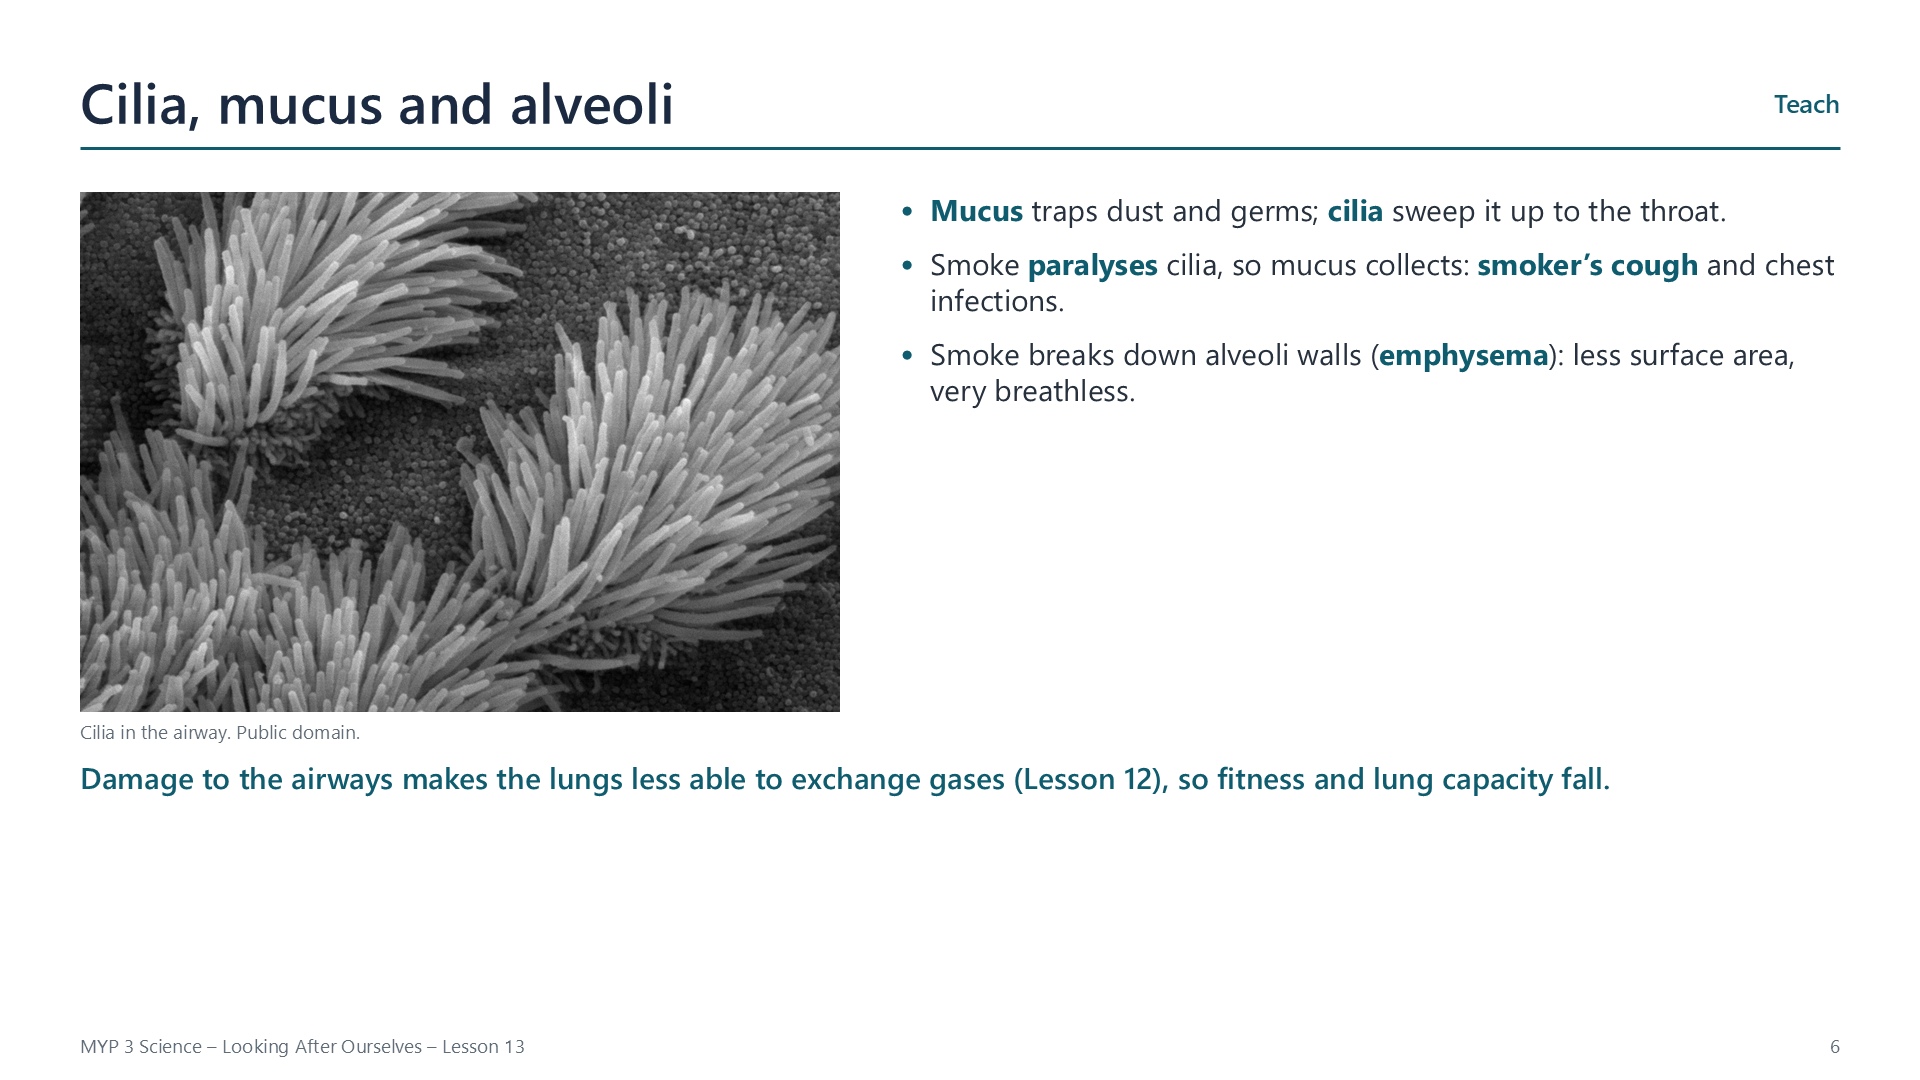 Cilia, mucus and alveoli
Teach
• Mucus traps dust and germs; cilia sweep it up to the throat.
• Smoke paralyses cilia, so mucus collects: smoker’s cough and chest
infections.
• Smoke breaks down alveoli walls (emphysema): less surface area,
very breathless.
Cilia in the airway. Public domain.
Damage to the airways makes the lungs less able to exchange gases (Lesson 12), so fitness and lung capacity fall.
MYP 3 Science – Looking After Ourselves – Lesson 13
6